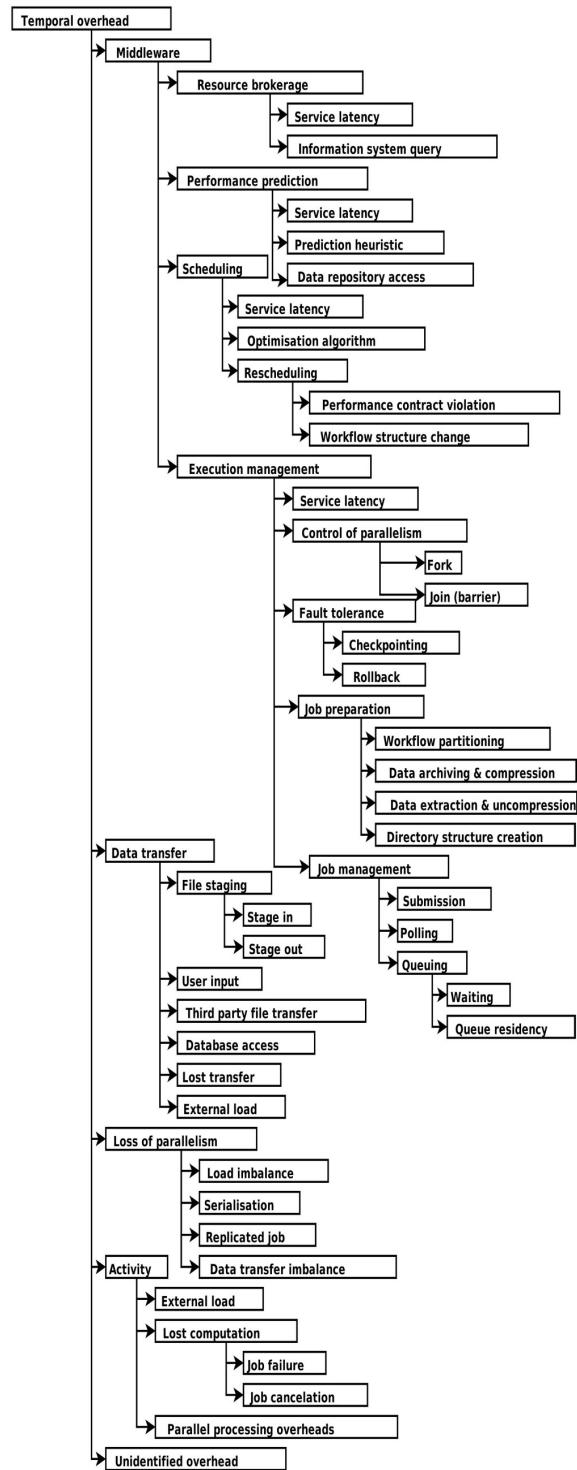 Temporal overhead
Middleware
Resource brokerage
Service latency
Information system query
Performance prediction
Service latency
Prediction heuristic
Scheduling
Data repository access
Service latency
Optimisation algorithm
Rescheduling
Performance contract violation
Workflow structure change
Execution management
Service latency
Control of parallelism
Fork
Join (barrier)
Fault tolerance
Checkpointing
Rollback
Job preparation
Workflow partitioning
Data archiving & compression
Data extraction & uncompression
Directory structure creation
Data transfer
Job management
File staging
Submission
Stage in
Polling
Stage out
Queuing
User input
Waiting
Third party file transfer
Queue residency
Database access
Lost transfer
External load
Loss of parallelism
Load imbalance
Serialisation
Replicated job
Data transfer imbalance
Activity
External load
Lost computation
Job failure
Job cancelation
Parallel processing overheads
Unidentified overhead